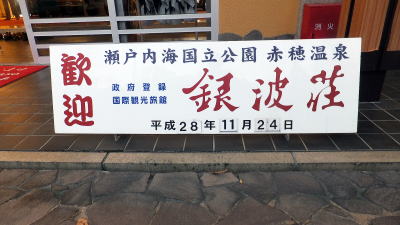 消火
歓迎
瀬戸内海国立公園 赤穂温泉
政府登録
国際観光旅館
銀波荘
平成28年11月24日